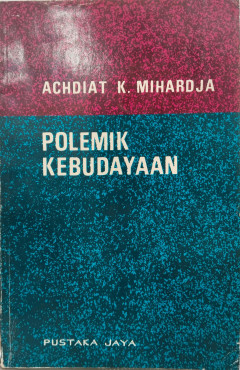 ACHDIAT K. MIHARDJA
POLEMIK
KEBUDAYAAN
PUSTAKA JAYA